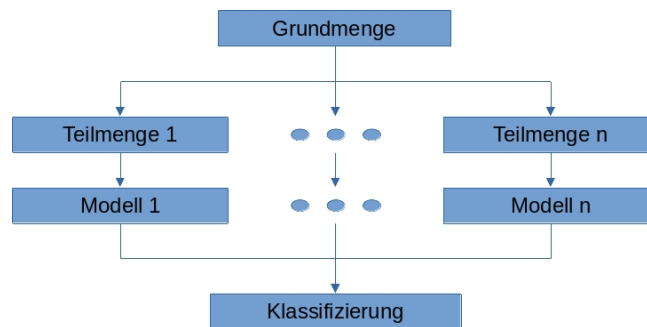 Grundmenge
Teilmenge 1
Teilmenge n
Modell 1
Modell n
Klassifizierung